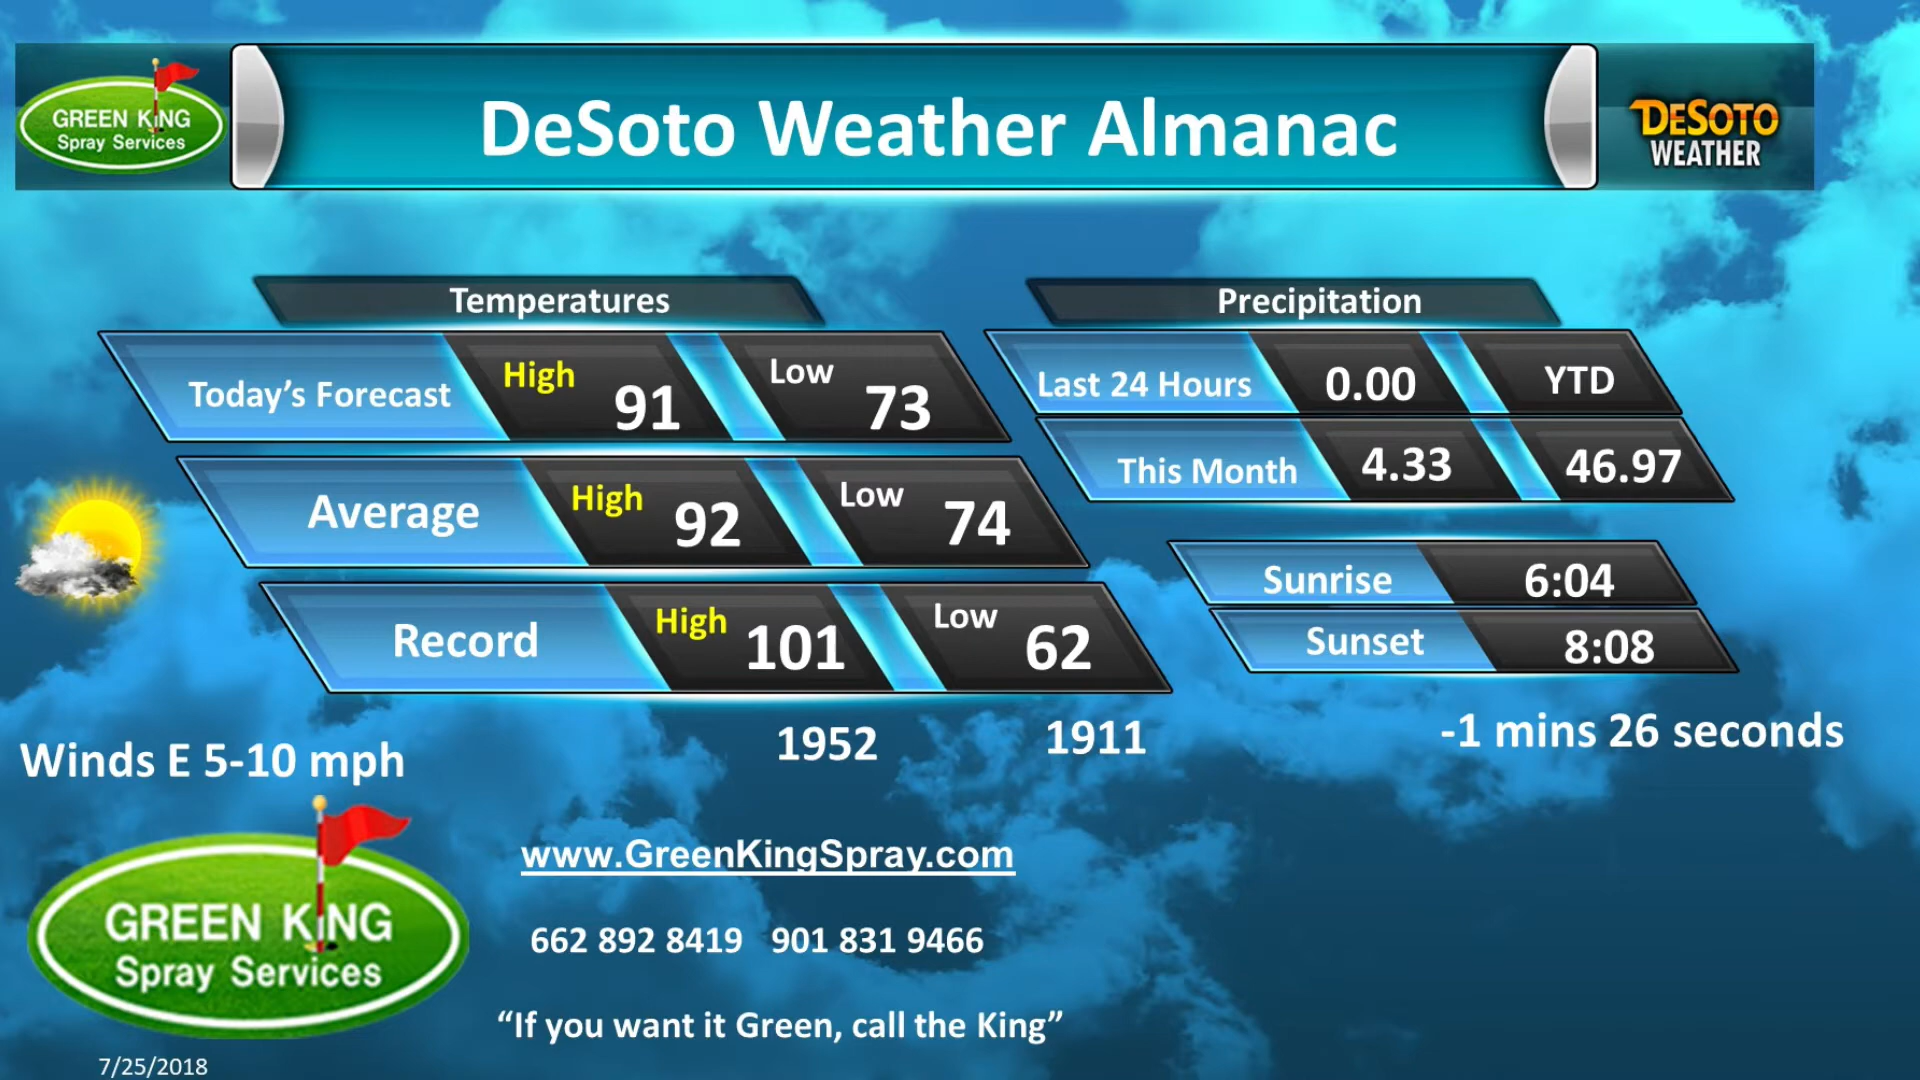 GREEN KING
Spray Services
DeSoto Weather Almanac
DESOTO
WEATHER
Temperatures
Today's Forecast High 91 Low 73
Average High 92 Low 74
Record High 101 Low 62
1952 1911
Precipitation
Last 24 Hours 0.00 YTD
This Month 4.33 46.97
Sunrise 6:04
Sunset 8:08
-1 mins 26 seconds
Winds E 5-10 mph
GREEN KING
Spray Services
www.GreenKingSpray.com
662 892 8419 901 831 9466
“If you want it Green, call the King”
7/25/2018